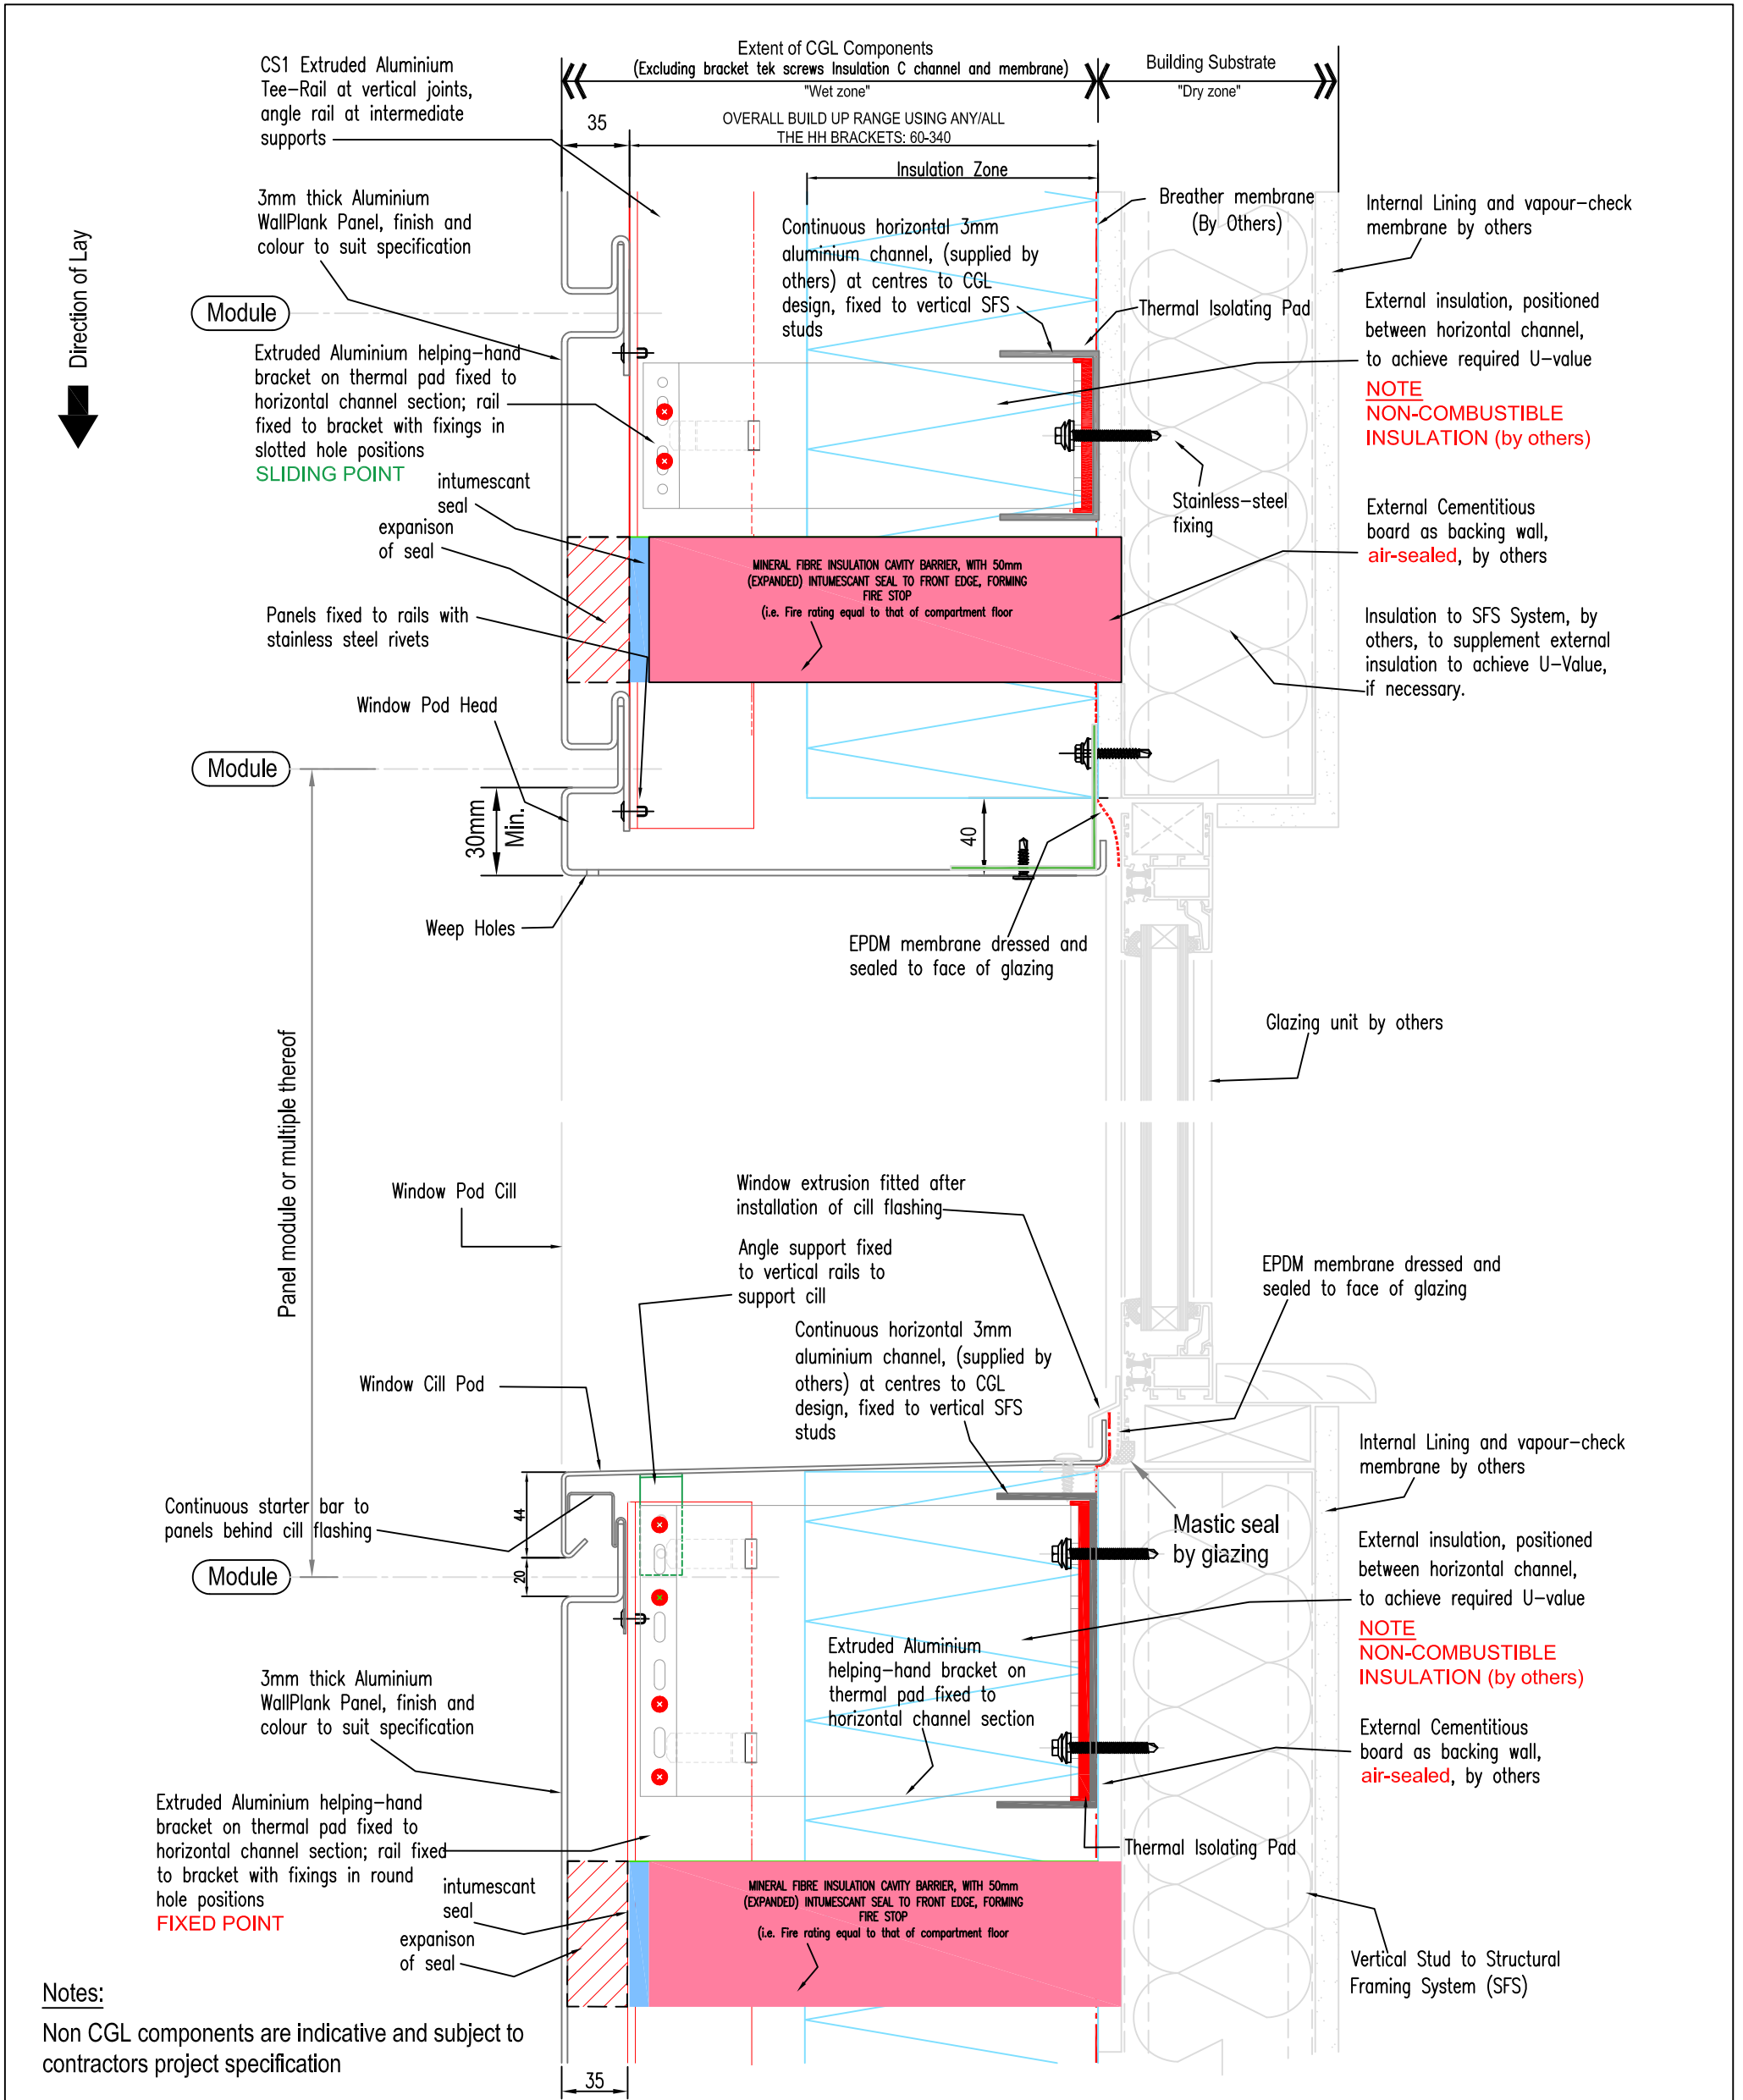 Extent of CGL Components
(Excluding bracket tek screws Insulation C channel and membrane)
"Wet zone"
Building Substrate
"Dry zone"
OVERALL BUILD UP RANGE USING ANY/ALL
THE HH BRACKETS: 60-340
35
Insulation Zone
CS1 Extruded Aluminium
Tee-Rail at vertical joints,
angle rail at intermediate
supports
3mm thick Aluminium
WallPlank Panel, finish and
colour to suit specification
Direction of Lay
Module
Extruded Aluminium helping-hand
bracket on thermal pad fixed to
horizontal channel section; rail
fixed to bracket with fixings in
slotted hole positions
SLIDING POINT
intumescant
seal
expanison
of seal
Panels fixed to rails with
stainless steel rivets
Window Pod Head
Module
30mm
Min.
Weep Holes
Continuous horizontal 3mm
aluminium channel, (supplied by
others) at centres to CGL
design, fixed to vertical SFS
studs
Breather membrane
(By Others)
Thermal Isolating Pad
Stainless-steel
fixing
MINERAL FIBRE INSULATION CAVITY BARRIER, WITH 50mm
(EXPANDED) INTUMESCANT SEAL TO FRONT EDGE, FORMING
FIRE STOP
(i.e. Fire rating equal to that of compartment floor
40
EPDM membrane dressed and
sealed to face of glazing
Internal Lining and vapour-check
membrane by others
External insulation, positioned
between horizontal channel,
to achieve required U-value
NOTE
NON-COMBUSTIBLE
INSULATION (by others)
External Cementitious
board as backing wall,
air-sealed, by others
Insulation to SFS System, by
others, to supplement external
insulation to achieve U-Value,
if necessary.
Glazing unit by others
Panel module or multiple thereof
Window Pod Cill
Window extrusion fitted after
installation of cill flashing
Angle support fixed
to vertical rails to
support cill
Continuous horizontal 3mm
aluminium channel, (supplied by
others) at centres to CGL
design, fixed to vertical SFS
studs
EPDM membrane dressed and
sealed to face of glazing
Window Cill Pod
Continuous starter bar to
panels behind cill flashing
44
20
Module
Mastic seal
by glazing
Internal Lining and vapour-check
membrane by others
External insulation, positioned
between horizontal channel,
to achieve required U-value
NOTE
NON-COMBUSTIBLE
INSULATION (by others)
Extruded Aluminium
helping-hand bracket on
thermal pad fixed to
horizontal channel section
3mm thick Aluminium
WallPlank Panel, finish and
colour to suit specification
External Cementitious
board as backing wall,
air-sealed, by others
Extruded Aluminium helping-hand
bracket on thermal pad fixed to
horizontal channel section; rail fixed
to bracket with fixings in round
hole positions
FIXED POINT
Thermal Isolating Pad
intumescant
seal
expanison
of seal
MINERAL FIBRE INSULATION CAVITY BARRIER, WITH 50mm
(EXPANDED) INTUMESCANT SEAL TO FRONT EDGE, FORMING
FIRE STOP
(i.e. Fire rating equal to that of compartment floor
Vertical Stud to Structural
Framing System (SFS)
Notes:
Non CGL components are indicative and subject to
contractors project specification
35